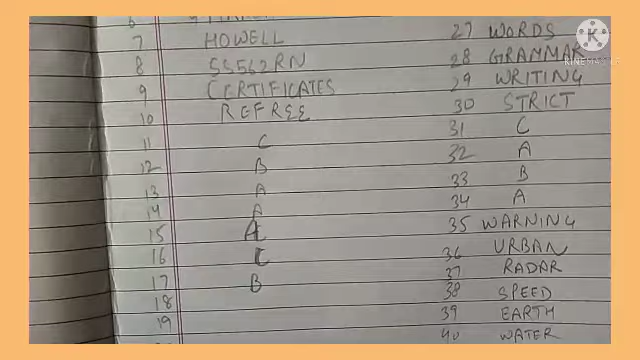 6
7 HOWELL
8 SS562RN
9 CERTIFICATES
10 REFREE
11 C
12 B
13 A
14 A
15 A
16 C
17 B
18
19
27 WORDS
28 GRAMMAR
29 WRITING
30 STRICT
31 C
32 A
33 B
34 A
35 WARNING
36 URBAN
37 RADAR
38 SPEED
39 EARTH
40 WATER
K